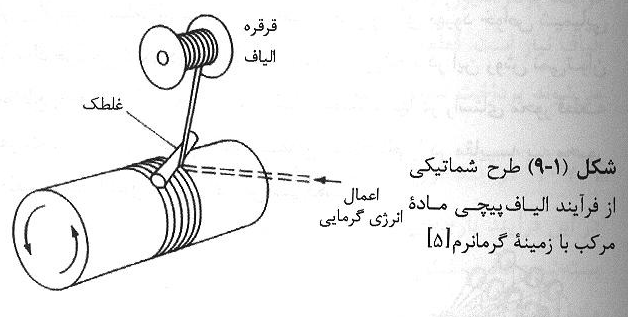 قرقره
الیاف
غلطک
اعمال
انرژی گرمایی
شکل (۱-۹) طرح شماتیکی
از فرآیند الیاف‌پیچی مـادهٔ
مرکب با زمینهٔ گرمانرم[۵]